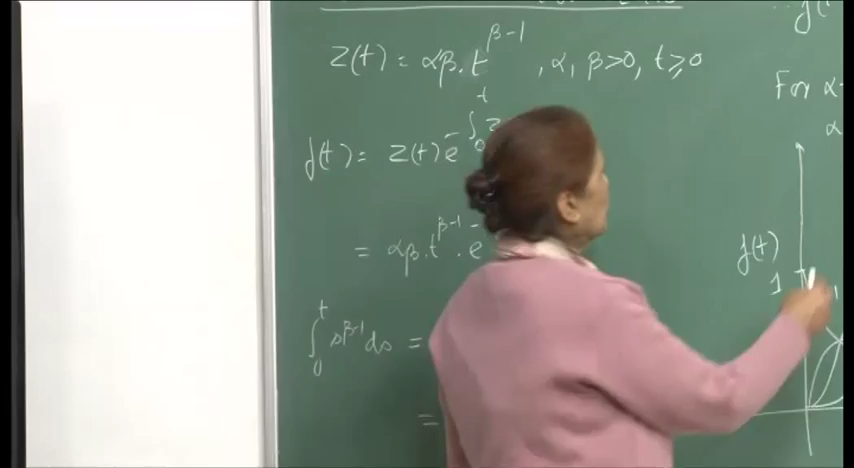 f(t)
Z(t) = αβ.t^{β-1} , α, β>0, t≥0
f(t) = Z(t) e^{-∫_0^t Z
= αβ.t^{β-1} . e^{-
∫_0^t s^{β-1} ds =
=
For α
α
f(t)
1